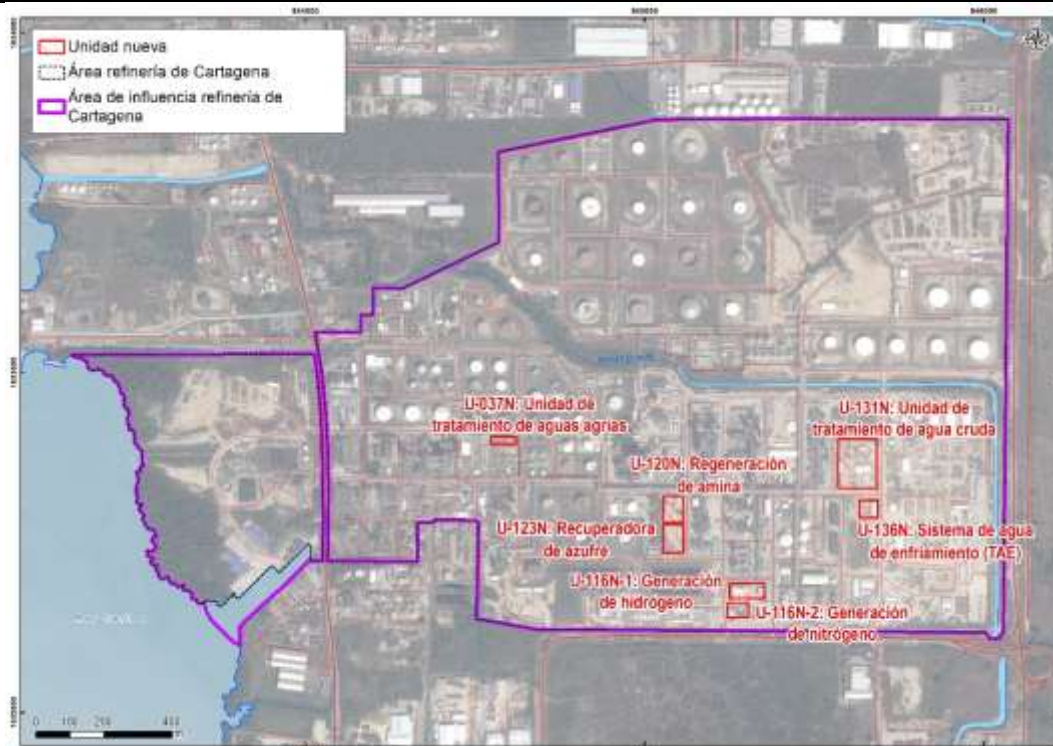 Unidad nueva
Área refinería de Cartagena
Área de influencia refinería de
Cartagena
U-037N: Unidad de
tratamiento de aguas agrias
U-131N: Unidad de
tratamiento de agua cruda
U-120N: Regeneración
de amina
U-123N: Recuperadora
de azufre
U-136N: Sistema de agua
de enfriamiento (TAE)
U-116N-1: Generación
de hidrógeno
U-116N-2: Generación
de nitrógeno
0 100 200 400